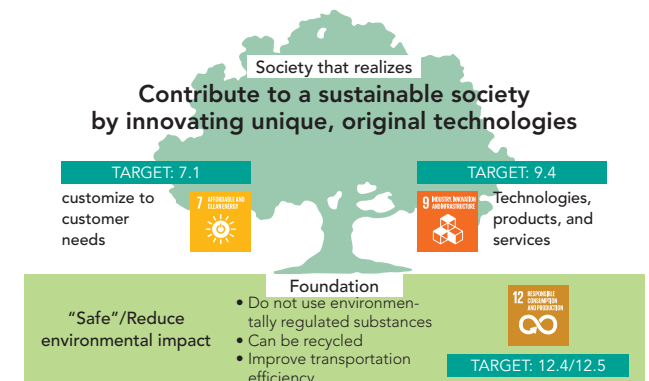 Society that realizes
Contribute to a sustainable society
by innovating unique, original technologies
TARGET: 7.1
customize to
customer
needs
7 AFFORDABLE AND
CLEAN ENERGY
TARGET: 9.4
9 INDUSTRY, INNOVATION
AND INFRASTRUCTURE
Technologies,
products, and
services
Foundation
“Safe”/Reduce
environmental impact
• Do not use environmen-
tally regulated substances
• Can be recycled
• Improve transportation
efficiency
12 RESPONSIBLE
CONSUMPTION
AND PRODUCTION
TARGET: 12.4/12.5